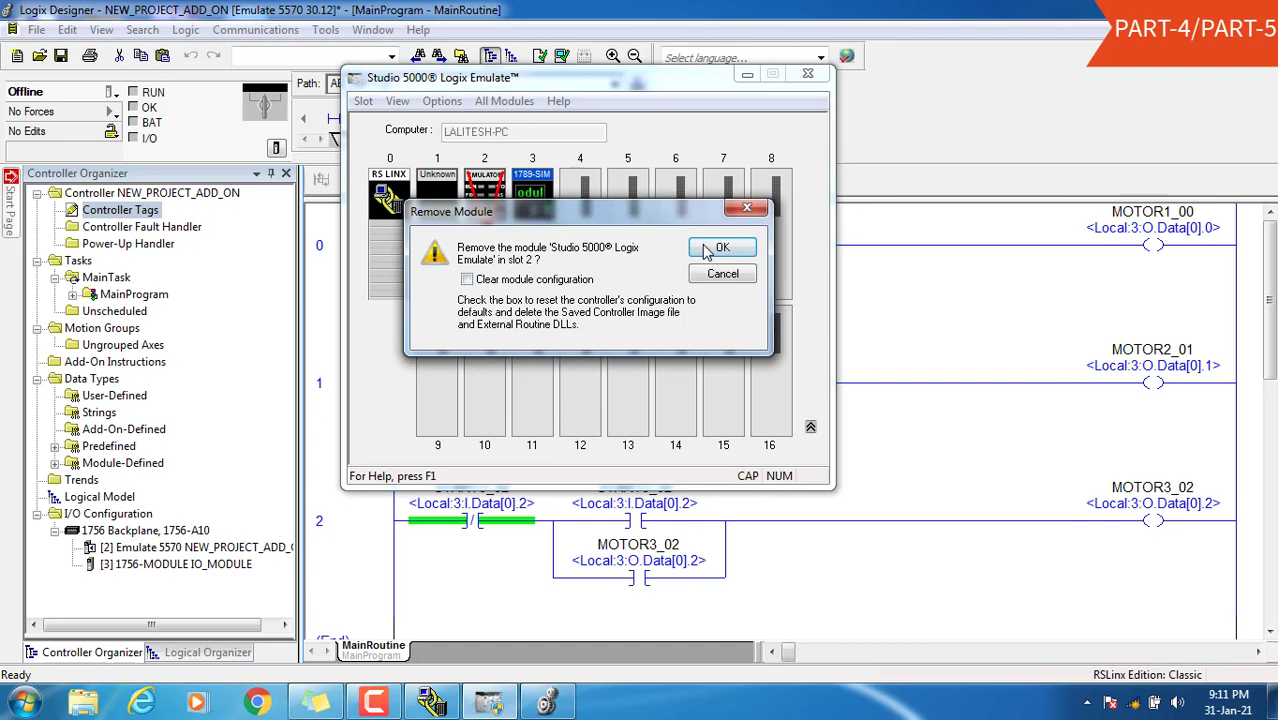 Logix Designer - NEW_PROJECT_ADD_ON [Emulate 5570 30.12]* - [MainProgram - MainRoutine]
PART-4/PART-5
File Edit View Search Logic Communications Tools Window Help
Select language...
Offline
RUN
No Forces
OK
No Edits
BAT
I/O
Path:
Studio 5000® Logix Emulate™
Slot View Options All Modules Help
Computer : LALITESH-PC
0 1 2 3 4 5 6 7 8
RS LINX Unknown 1789-SIM
Remove Module
Remove the module 'Studio 5000® Logix
Emulate' in slot 2 ?
Clear module configuration
Check the box to reset the controller's configuration to
defaults and delete the Saved Controller Image file
and External Routine DLLs.
OK
Cancel
9 10 11 12 13 14 15 16
For Help, press F1
CAP NUM
Start Page
Controller Organizer
Controller NEW_PROJECT_ADD_ON
Controller Tags
Controller Fault Handler
Power-Up Handler
Tasks
MainTask
MainProgram
Unscheduled
Motion Groups
Ungrouped Axes
Add-On Instructions
Data Types
User-Defined
Strings
Add-On-Defined
Predefined
Module-Defined
Trends
Logical Model
I/O Configuration
1756 Backplane, 1756-A10
[2] Emulate 5570 NEW_PROJECT_ADD_
[3] 1756-MODULE IO_MODULE
Controller Organizer
Logical Organizer
0
MOTOR1_00
<Local:3:O.Data[0].0>
1
MOTOR2_01
<Local:3:O.Data[0].1>
2
<Local:3:I.Data[0].2>
<Local:3:I.Data[0].2>
MOTOR3_02
<Local:3:O.Data[0].2>
MOTOR3_02
<Local:3:O.Data[0].2>
(End)
MainRoutine
MainProgram
Ready
RSLinx Edition: Classic
9:11 PM
31-Jan-21